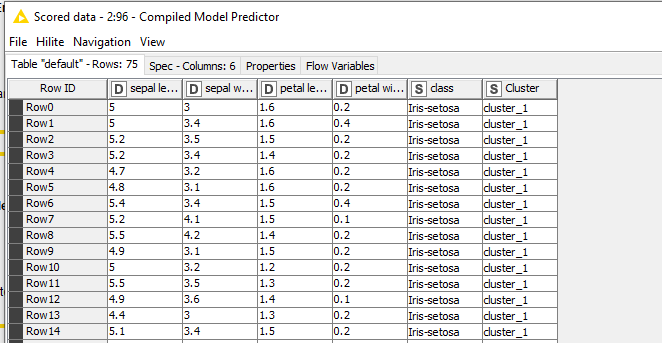 Scored data - 2:96 - Compiled Model Predictor
File Hilite Navigation View
Table "default" - Rows: 75 Spec - Columns: 6 Properties Flow Variables
Row ID D sepal le... D sepal w... D petal le... D petal wi... S class S Cluster
Row0 5 3 1.6 0.2 Iris-setosa cluster_1
Row1 5 3.4 1.6 0.4 Iris-setosa cluster_1
Row2 5.2 3.5 1.5 0.2 Iris-setosa cluster_1
Row3 5.2 3.4 1.4 0.2 Iris-setosa cluster_1
Row4 4.7 3.2 1.6 0.2 Iris-setosa cluster_1
Row5 4.8 3.1 1.6 0.2 Iris-setosa cluster_1
Row6 5.4 3.4 1.5 0.4 Iris-setosa cluster_1
Row7 5.2 4.1 1.5 0.1 Iris-setosa cluster_1
Row8 5.5 4.2 1.4 0.2 Iris-setosa cluster_1
Row9 4.9 3.1 1.5 0.2 Iris-setosa cluster_1
Row10 5 3.2 1.2 0.2 Iris-setosa cluster_1
Row11 5.5 3.5 1.3 0.2 Iris-setosa cluster_1
Row12 4.9 3.6 1.4 0.1 Iris-setosa cluster_1
Row13 4.4 3 1.3 0.2 Iris-setosa cluster_1
Row14 5.1 3.4 1.5 0.2 Iris-setosa cluster_1